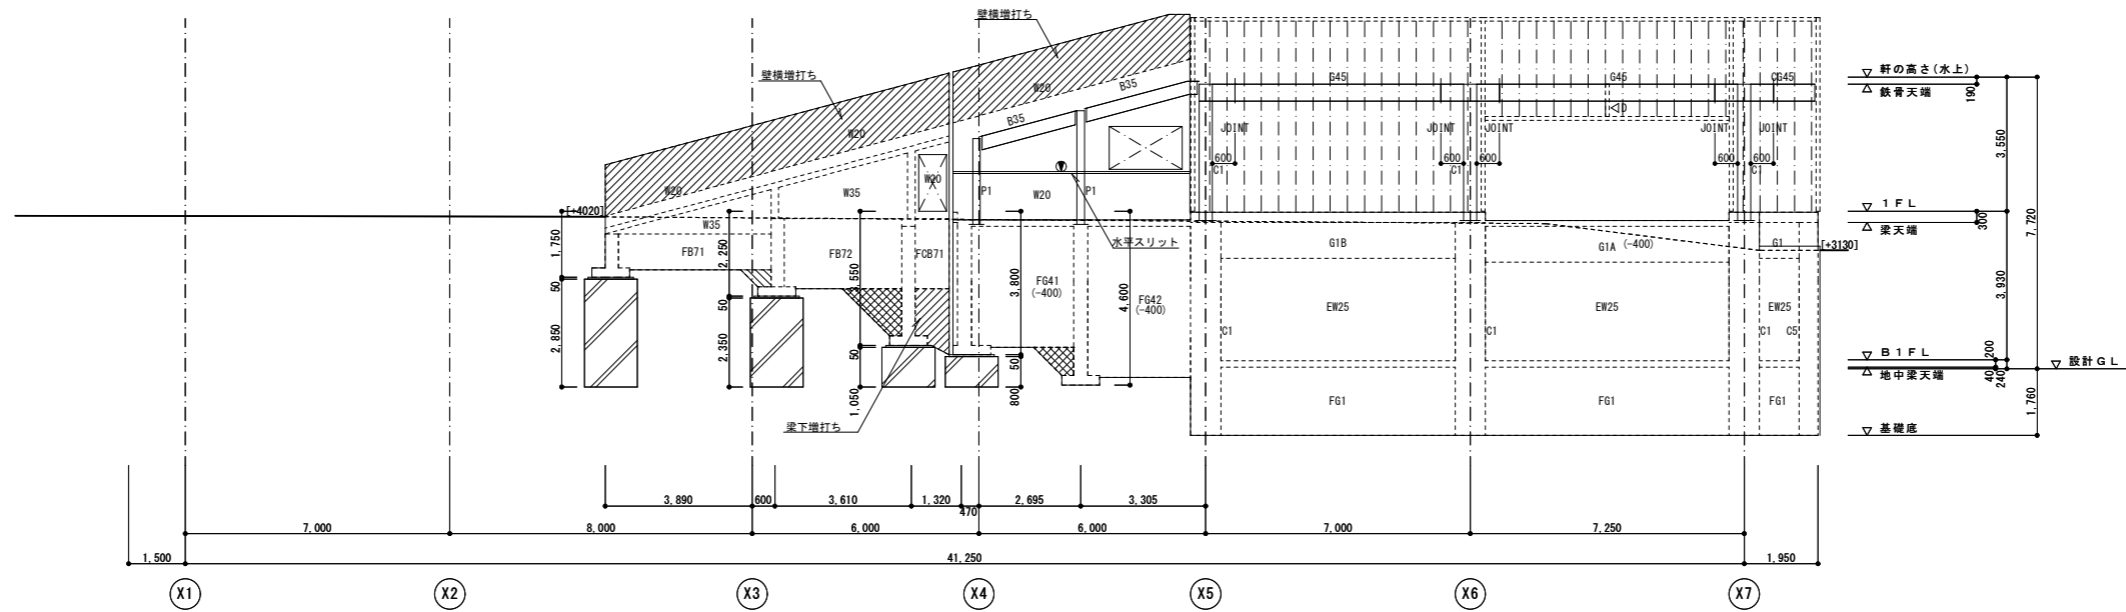 壁横増打ち
壁横増打ち
W20
W20
W20
B35
B35
G45
G45
CG45
D
JOINT
JOINT
JOINT
JOINT
JOINT
600
600
600
600
600
C1
C1
C1
W20
W35
P1
W20
P1
[+4020]
W35
水平スリット
FB71
FB72
FCB71
FG41
(-400)
FG42
(-400)
G1B
G1A (-400)
G1
[+3130]
EW25
EW25
EW25
C1
C1
C1
C5
FG1
FG1
FG1
梁下増打ち
1,750
50
2,850
2,250
50
2,350
3,550
50
1,050
3,800
50
800
4,600
軒の高さ(水上)
鉄骨天端
190
3,550
1FL
梁天端
300
7,720
3,930
B1FL
地中梁天端
200
40
240
設計GL
1,760
基礎底
3,890
600
3,610
1,320
470
2,695
3,305
7,000
8,000
6,000
6,000
7,000
7,250
1,500
41,250
1,950
X1
X2
X3
X4
X5
X6
X7